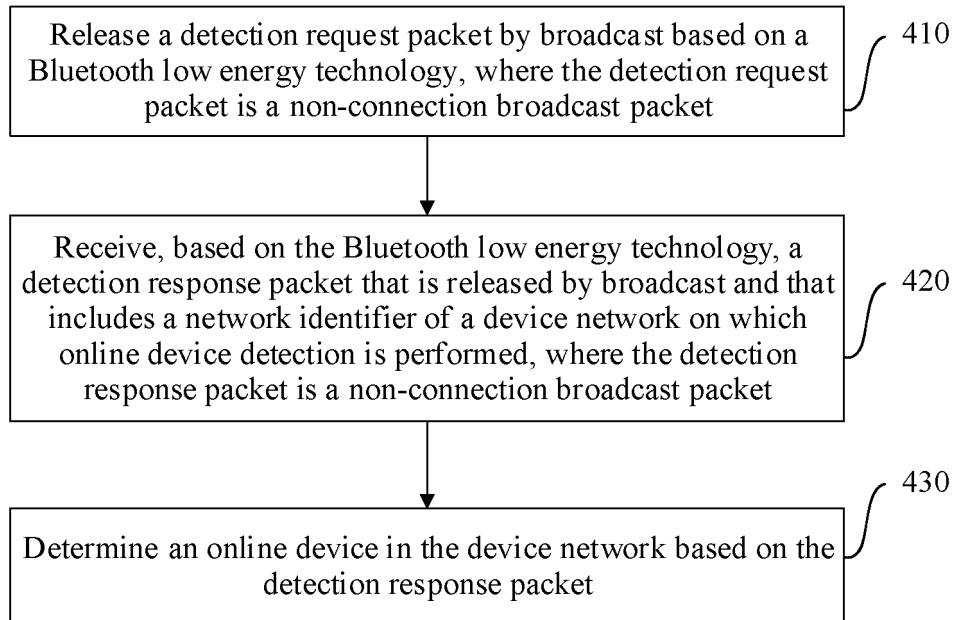 Release a detection request packet by broadcast based on a
Bluetooth low energy technology, where the detection request
packet is a non-connection broadcast packet
410
Receive, based on the Bluetooth low energy technology, a
detection response packet that is released by broadcast and that
includes a network identifier of a device network on which
online device detection is performed, where the detection
response packet is a non-connection broadcast packet
420
Determine an online device in the device network based on the
detection response packet
430